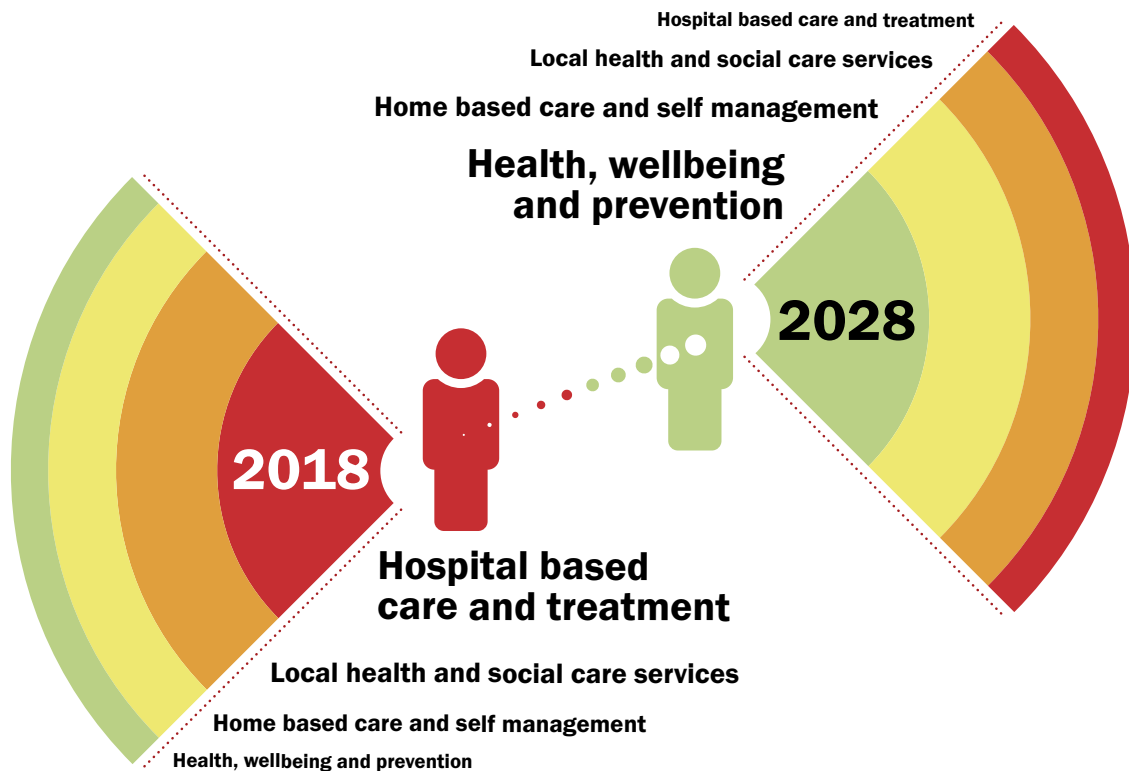 Hospital based care and treatment
Local health and social care services
Home based care and self management
Health, wellbeing
and prevention
2028
2018
Hospital based
care and treatment
Local health and social care services
Home based care and self management
Health, wellbeing and prevention